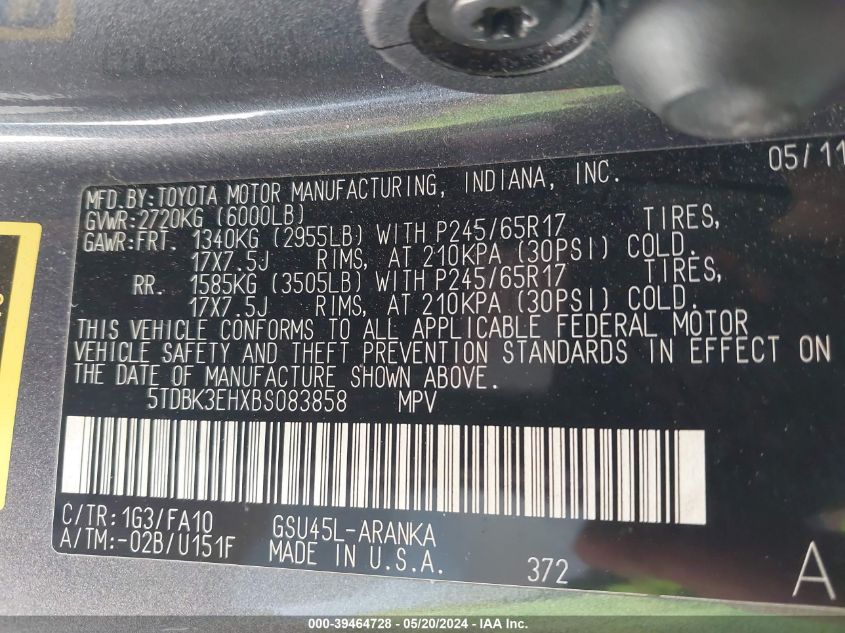 05/11
MFD.BY:TOYOTA MOTOR MANUFACTURING, INDIANA, INC.
GVWR:2720KG (6000LB)
GAWR:FRT. 1340KG (2955LB) WITH P245/65R17 TIRES,
17X7.5J RIMS, AT 210KPA (30PSI) COLD.
RR. 1585KG (3505LB) WITH P245/65R17 TIRES,
17X7.5J RIMS, AT 210KPA (30PSI) COLD.
THIS VEHICLE CONFORMS TO ALL APPLICABLE FEDERAL MOTOR
VEHICLE SAFETY AND THEFT PREVENTION STANDARDS IN EFFECT ON
THE DATE OF MANUFACTURE SHOWN ABOVE.
5TDBK3EHXBS083858 MPV
C/TR:1G3/FA10 GSU45L-ARANKA
A/TM:-02B/U151F MADE IN U.S.A. 372 A
000-39464728 - 05/20/2024 - IAA Inc.